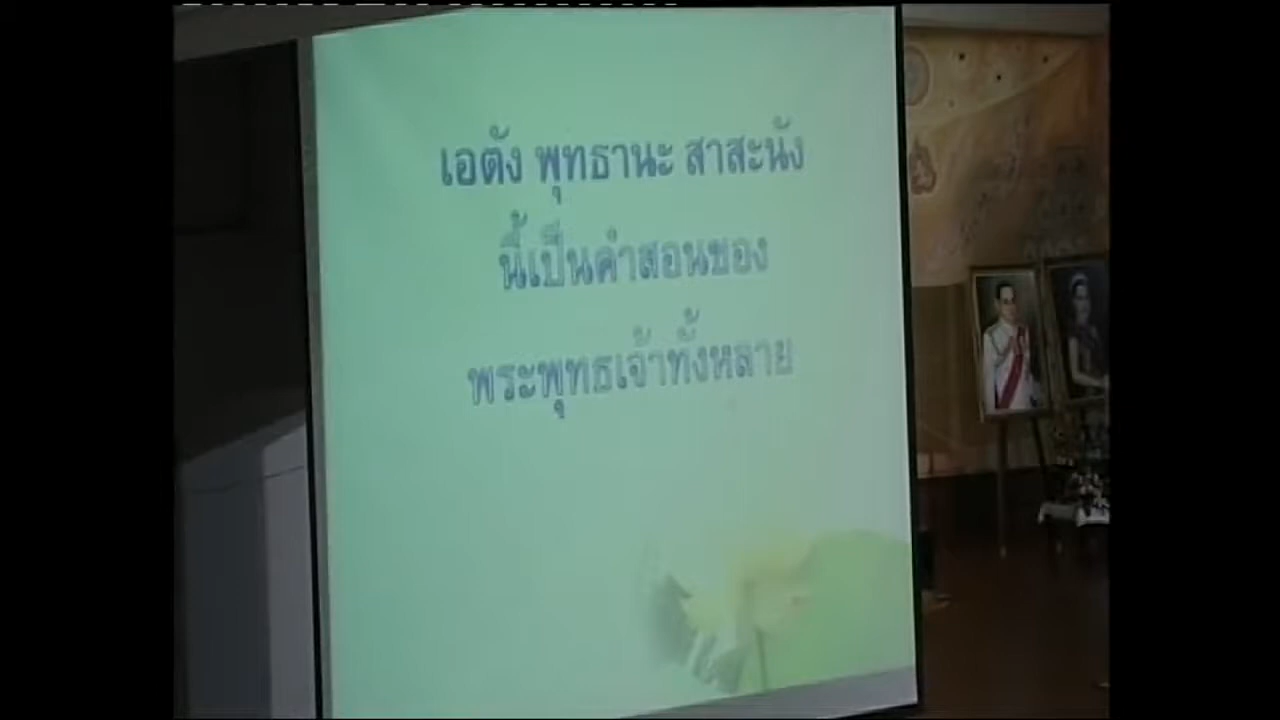 เอตัง พุทธานะ สาสะนัง
นี้เป็นคำสอนของ
พระพุทธเจ้าทั้งหลาย